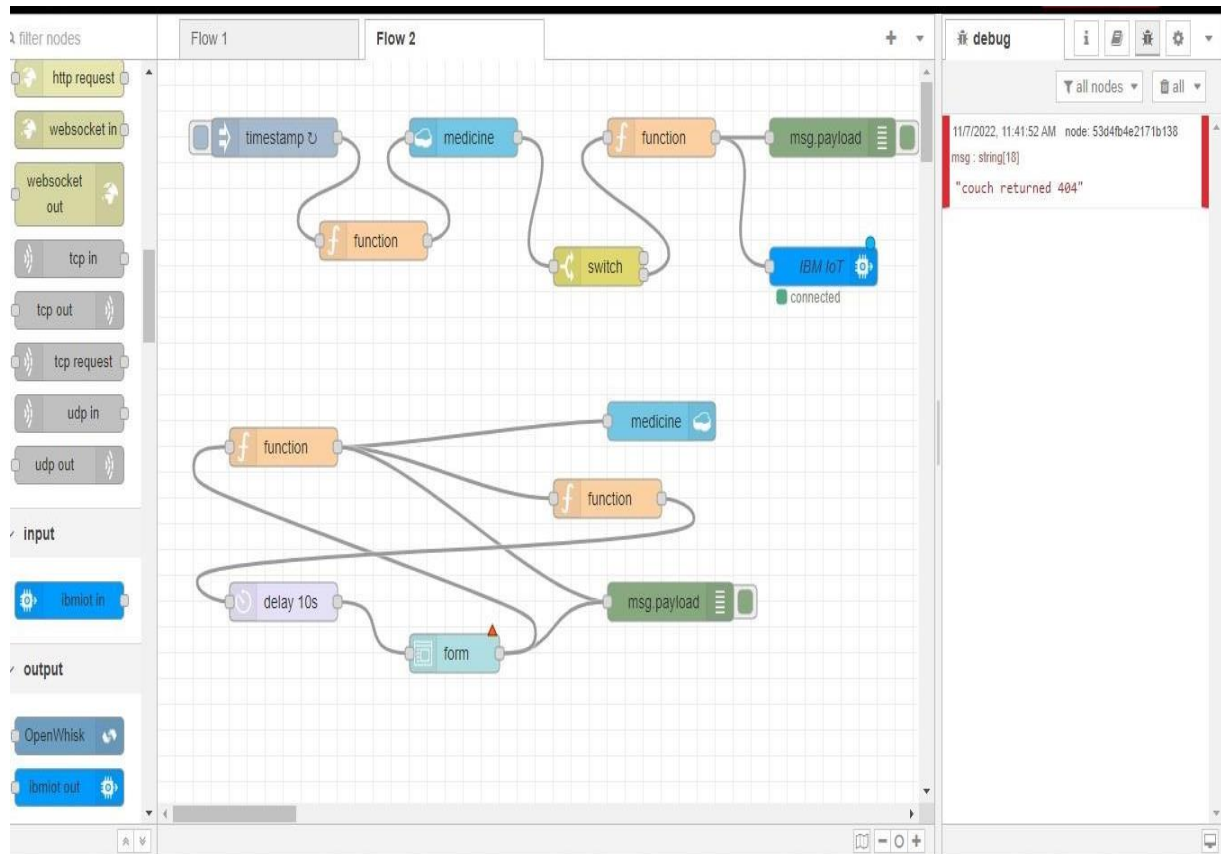 filter nodes
http request
websocket in
websocket
out
tcp in
tcp out
tcp request
udp in
udp out
input
ibmiot in
output
OpenWhisk
ibmiot out
Flow 1
Flow 2
timestamp ↻
medicine
function
msg.payload
function
switch
IBM IoT
connected
medicine
function
function
delay 10s
msg.payload
form
debug
all nodes
all
11/7/2022, 11:41:52 AM node: 53d4fb4e2171b138
msg : string[18]
"couch returned 404"